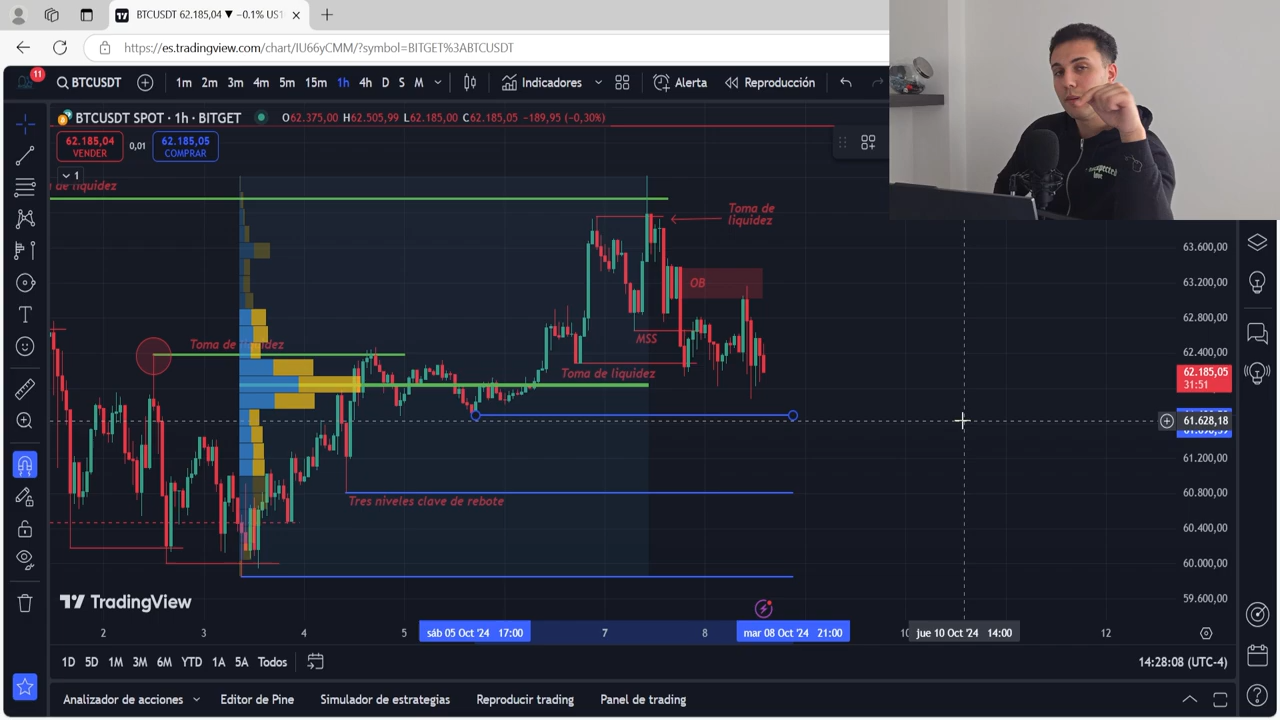 BTCUSDT 62.185,04 ▼ −0.1% US
https://es.tradingview.com/chart/IU66yCMM/?symbol=BITGET%3ABTCUSDT
11
BTCUSDT
1m 2m 3m 4m 5m 15m 1h 4h D S M
Indicadores
Alerta
Reproducción
BTCUSDT SPOT · 1h · BITGET
O62.375,00 H62.505,99 L62.185,00 C62.185,05 −189,95 (−0,30%)
62.185,04
VENDER
0,01
62.185,05
COMPRAR
1
a de liquidez
Toma de
liquidez
63.600,00
OB
63.200,00
62.800,00
MSS
Toma de liquidez
62.400,00
Toma de liquidez
62.185,05
31:51
61.628,18
61.200,00
Tres niveles clave de rebote
60.800,00
60.400,00
60.000,00
59.600,00
TradingView
2 3 4 5 sáb 05 Oct '24 17:00 7 8 mar 08 Oct '24 21:00 10 jue 10 Oct '24 14:00 12
1D 5D 1M 3M 6M YTD 1A 5A Todos
14:28:08 (UTC-4)
Analizador de acciones
Editor de Pine
Simulador de estrategias
Reproducir trading
Panel de trading